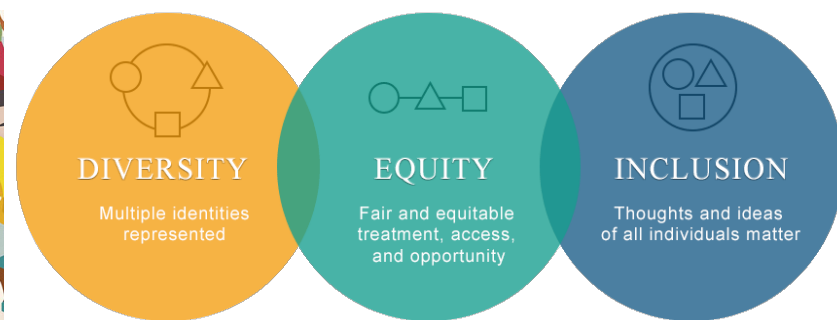 DIVERSITY
Multiple identities
represented
EQUITY
Fair and equitable
treatment, access,
and opportunity
INCLUSION
Thoughts and ideas
of all individuals matter